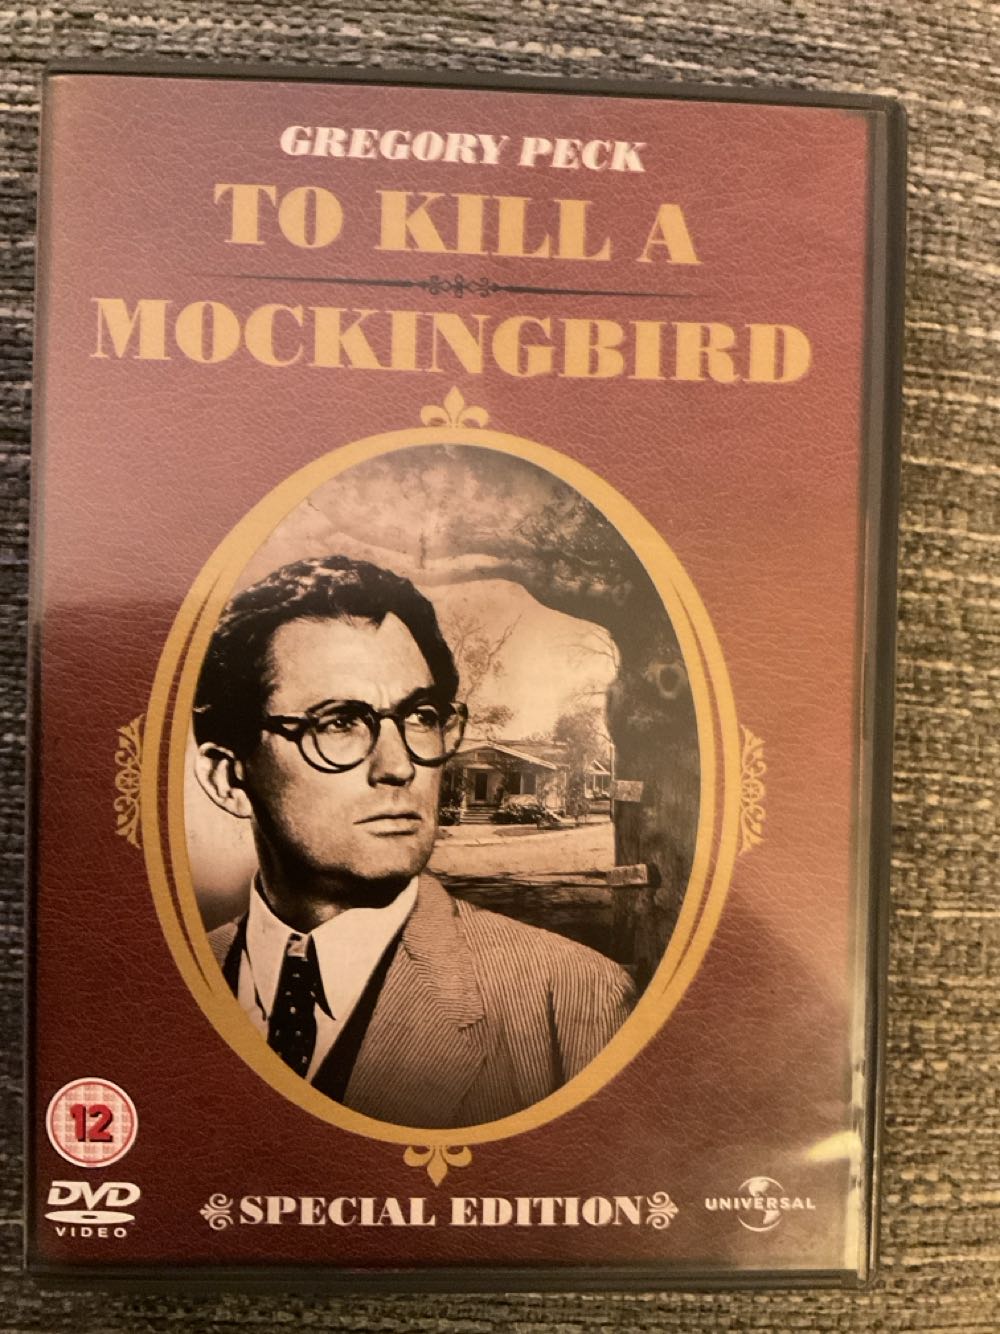 GREGORY PECK
TO KILL A
MOCKINGBIRD
12
DVD
VIDEO
SPECIAL EDITION
UNIVERSAL